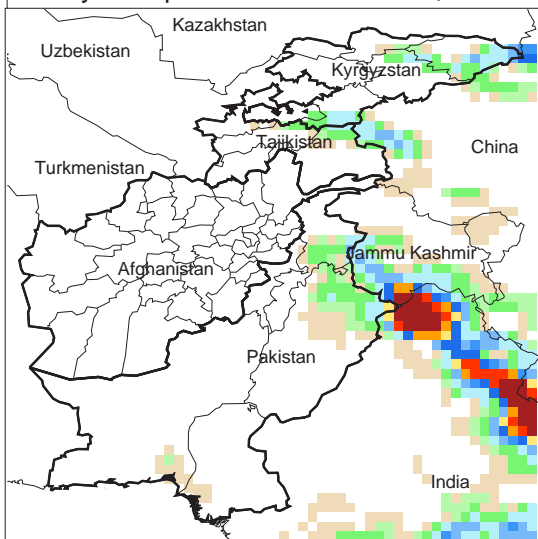 Kazakhstan
Uzbekistan
Kyrgyzstan
China
Tajikistan
Turkmenistan
Jammu Kashmir
Afghanistan
Pakistan
India